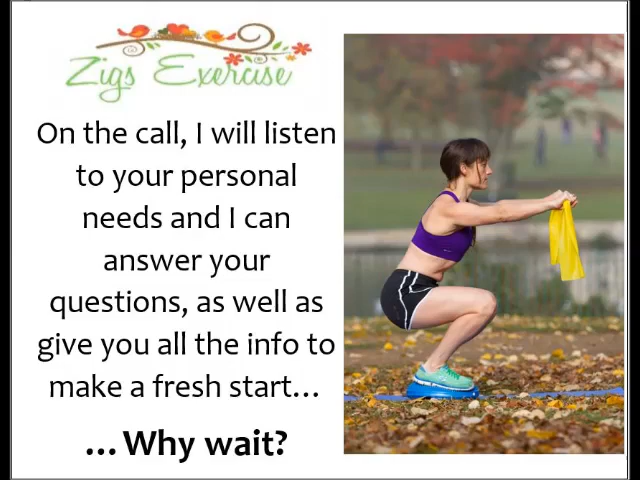 Zigs Exercise
On the call, I will listen
to your personal
needs and I can
answer your
questions, as well as
give you all the info to
make a fresh start…
…Why wait?